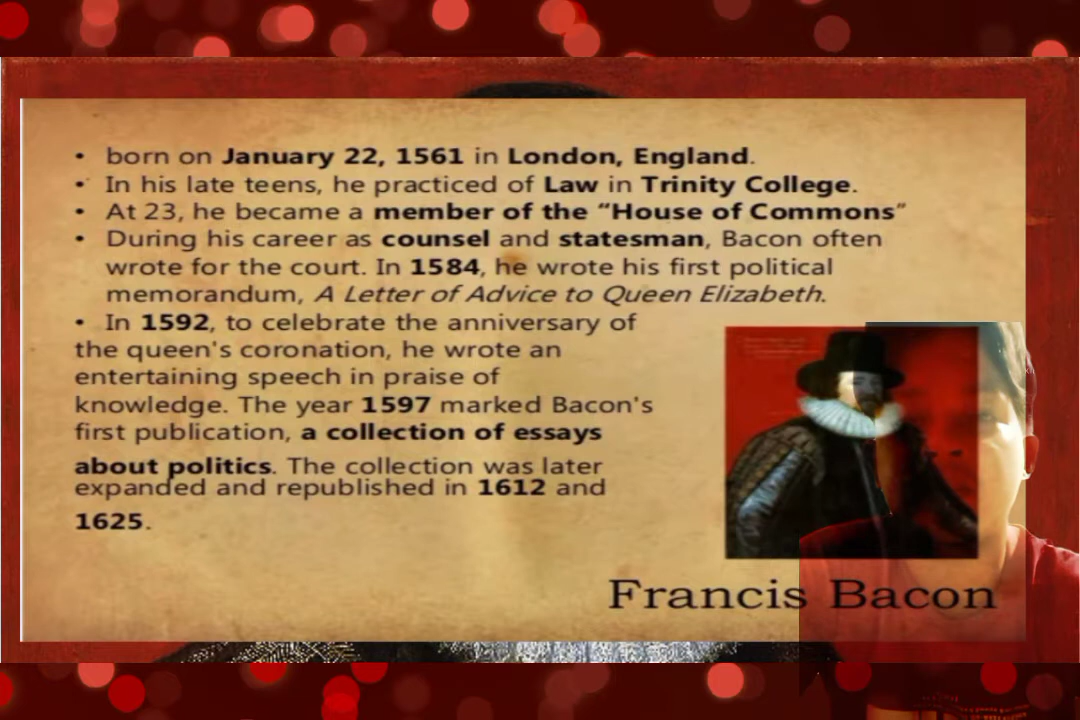 • born on January 22, 1561 in London, England.
• In his late teens, he practiced of Law in Trinity College.
• At 23, he became a member of the “House of Commons”
• During his career as counsel and statesman, Bacon often
wrote for the court. In 1584, he wrote his first political
memorandum, A Letter of Advice to Queen Elizabeth.
• In 1592, to celebrate the anniversary of
the queen's coronation, he wrote an
entertaining speech in praise of
knowledge. The year 1597 marked Bacon's
first publication, a collection of essays
about politics. The collection was later
expanded and republished in 1612 and
1625.
Francis Bacon